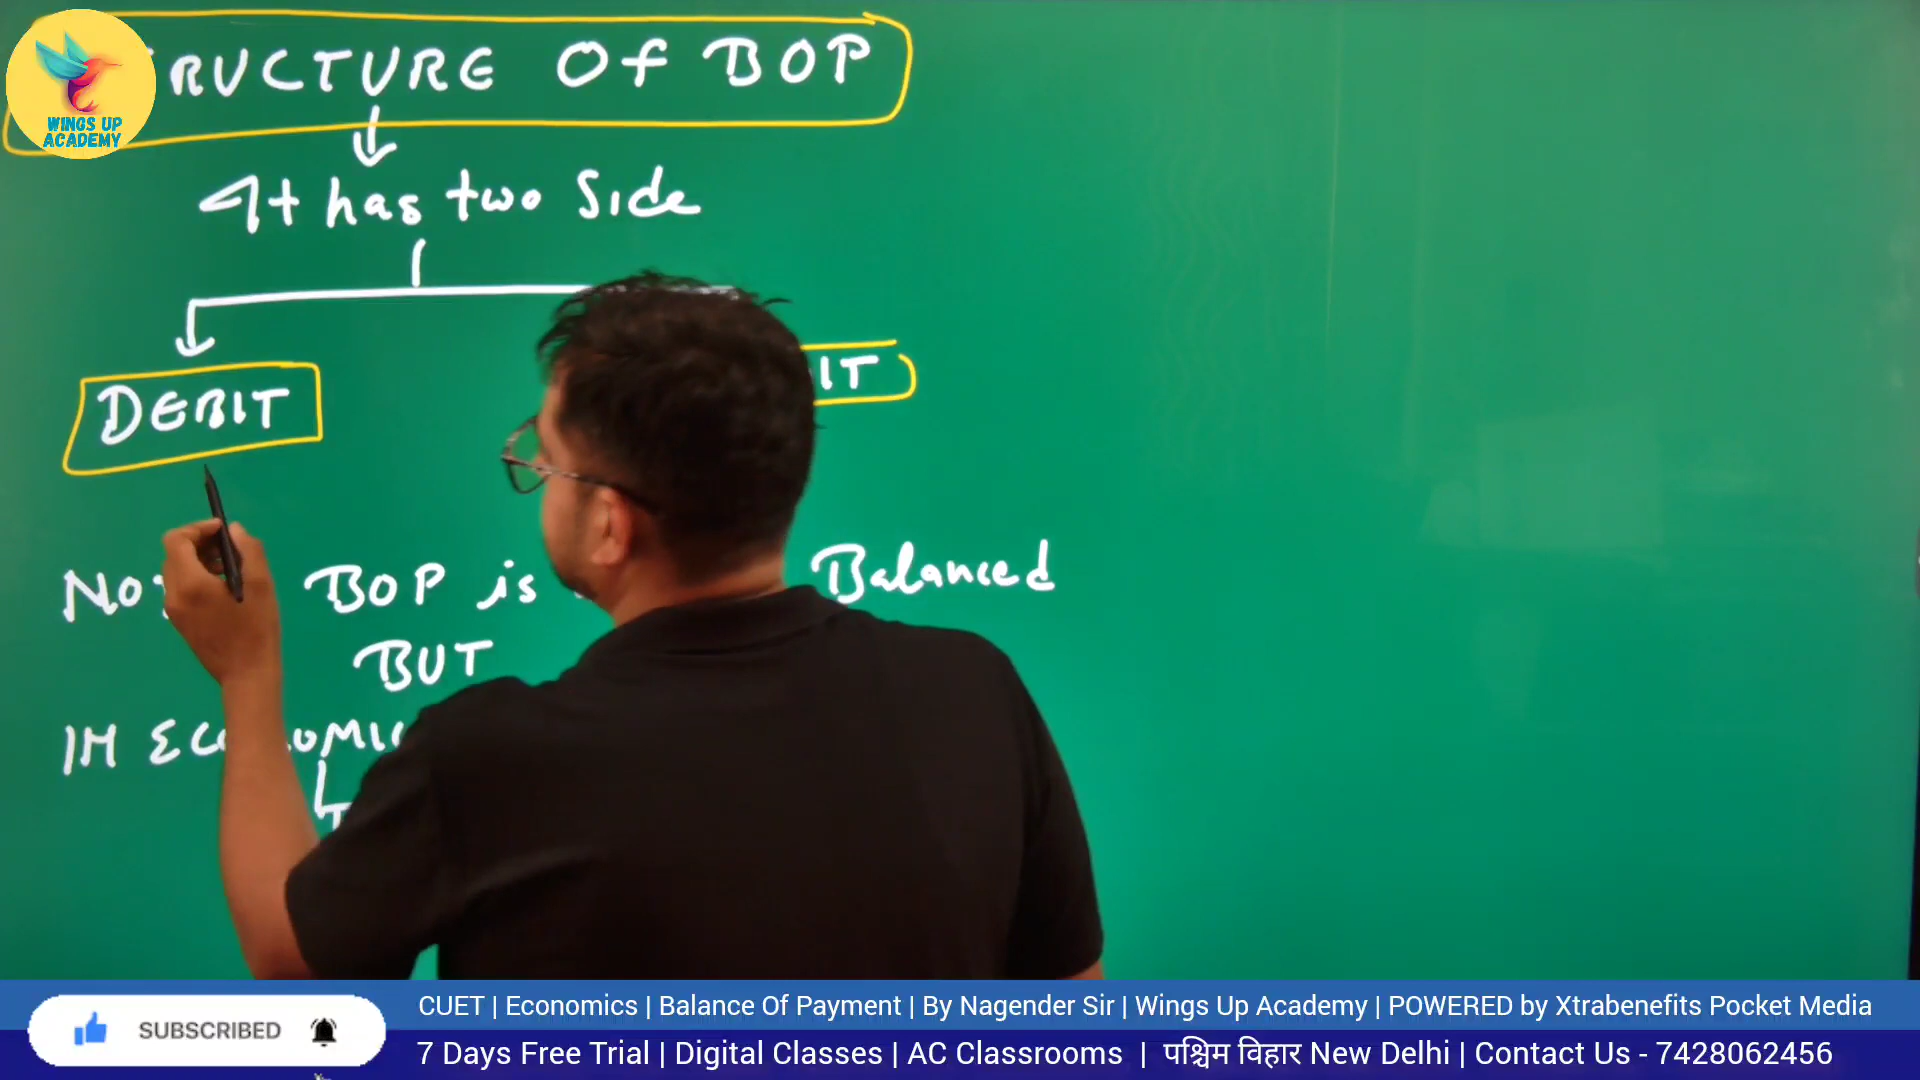 WINGS UP
ACADEMY
RUCTURE Of BOP
It has two Side
DEBIT
IT
BOP is Balanced
BUT
IN
SUBSCRIBED
CUET | Economics | Balance Of Payment | By Nagender Sir | Wings Up Academy | POWERED by Xtrabenefits Pocket Media
7 Days Free Trial | Digital Classes | AC Classrooms | पश्चिम विहार New Delhi | Contact Us - 7428062456